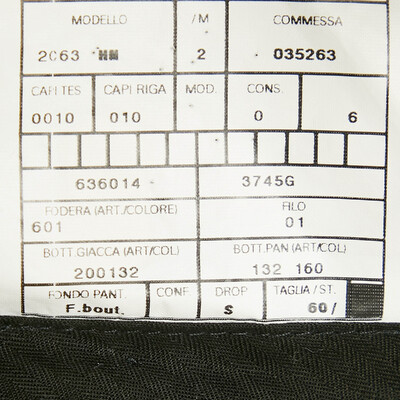 MODELLO /M COMMESSA
2063 NM 2 035263
CAPI TES CAPI RIGA MOD. CONS.
0010 010 0 6
636014 3745G
FODERA (ART./COLORE) FILO
601 01
BOTT.GIACCA (ART/COL) BOTT.PAN (ART/COL)
200132 132 160
FONDO PANT. CONF DROP TAGLIA / ST.
F.bout. S 60/